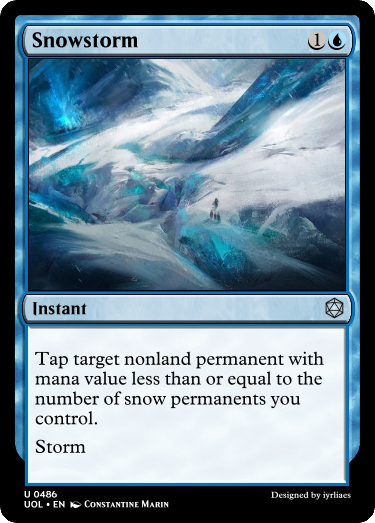 Snowstorm 1
Instant
Tap target nonland permanent with
mana value less than or equal to the
number of snow permanents you
control.
Storm
U 0486
UOL • EN Constantine Marin
Designed by iyrliaes